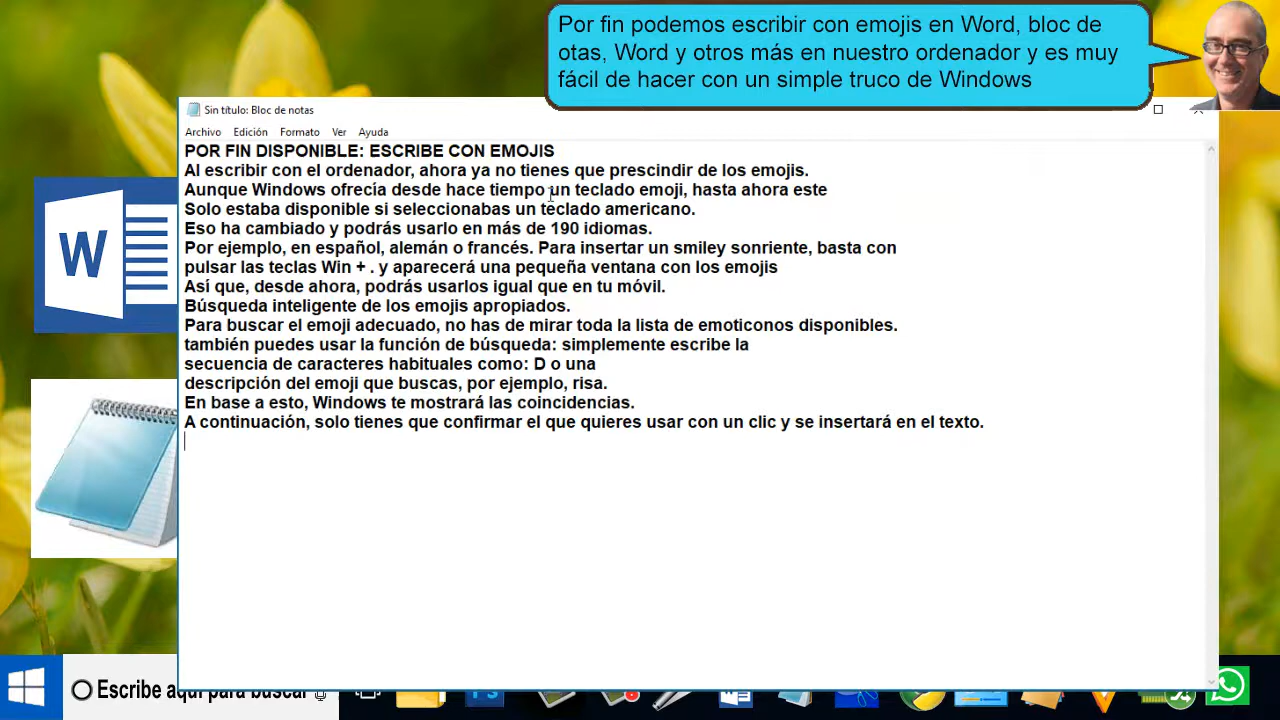 Por fin podemos escribir con emojis en Word, bloc de
otas, Word y otros más en nuestro ordenador y es muy
fácil de hacer con un simple truco de Windows
Sin título: Bloc de notas
Archivo Edición Formato Ver Ayuda
POR FIN DISPONIBLE: ESCRIBE CON EMOJIS
Al escribir con el ordenador, ahora ya no tienes que prescindir de los emojis.
Aunque Windows ofrecía desde hace tiempo un teclado emoji, hasta ahora este
Solo estaba disponible si seleccionabas un teclado americano.
Eso ha cambiado y podrás usarlo en más de 190 idiomas.
Por ejemplo, en español, alemán o francés. Para insertar un smiley sonriente, basta con
pulsar las teclas Win + . y aparecerá una pequeña ventana con los emojis
Así que, desde ahora, podrás usarlos igual que en tu móvil.
Búsqueda inteligente de los emojis apropiados.
Para buscar el emoji adecuado, no has de mirar toda la lista de emoticonos disponibles.
también puedes usar la función de búsqueda: simplemente escribe la
secuencia de caracteres habituales como: D o una
descripción del emoji que buscas, por ejemplo, risa.
En base a esto, Windows te mostrará las coincidencias.
A continuación, solo tienes que confirmar el que quieres usar con un clic y se insertará en el texto.
W
Escribe aquí para buscar